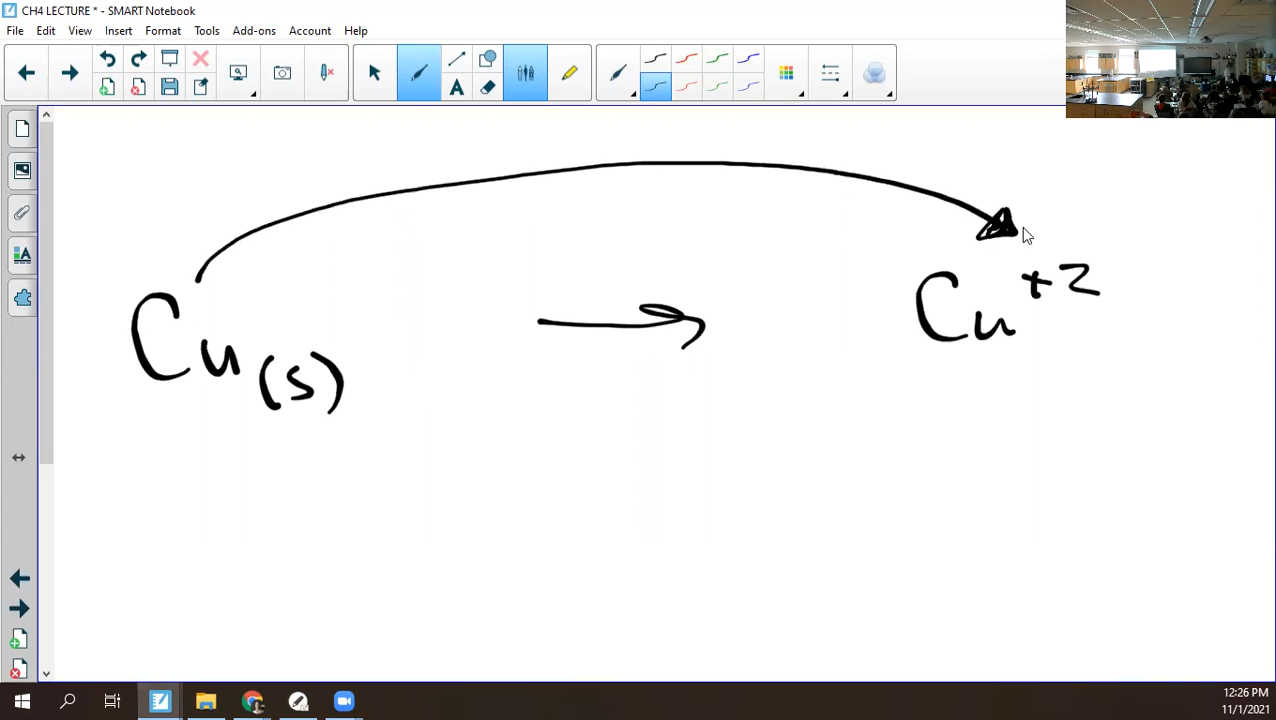 CH4 LECTURE * - SMART Notebook
File Edit View Insert Format Tools Add-ons Account Help
Cu(s) → Cu+2
12:26 PM
11/1/2021